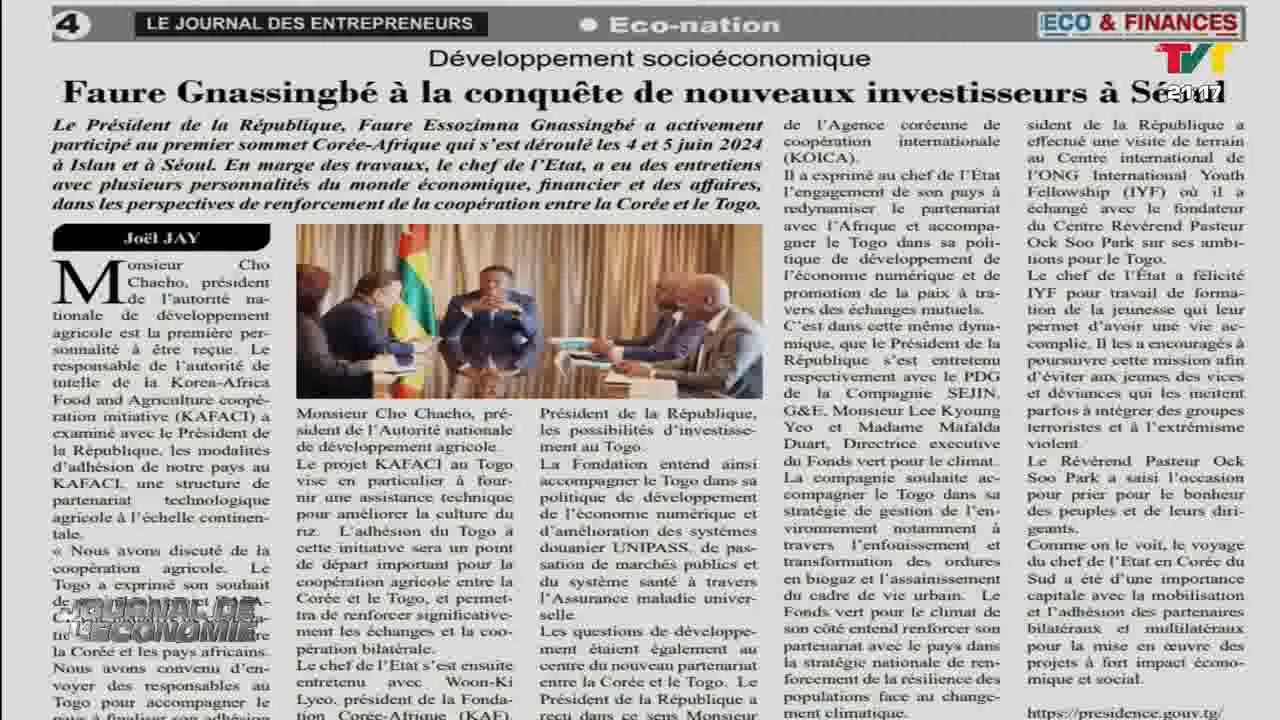 4
LE JOURNAL DES ENTREPRENEURS
Eco-nation
ECO & FINANCES
TVT
21:17
Développement socioéconomique
Faure Gnassingbé à la conquête de nouveaux investisseurs à Séoul
Le Président de la République, Faure Essozimna Gnassingbé a activement
participé au premier sommet Corée-Afrique qui s'est déroulé les 4 et 5 juin 2024
à Islan et à Séoul. En marge des travaux, le chef de l'Etat, a eu des entretiens
avec plusieurs personnalités du monde économique, financier et des affaires,
dans les perspectives de renforcement de la coopération entre la Corée et le Togo.
Joël JAY
Monsieur Cho
Chacho, président
de l'autorité na-
tionale de développement
agricole est la première per-
sonnalité à être reçue. Le
responsable de l'autorité de
tutelle de la Korea-Africa
Food and Agriculture coopé-
ration initiative (KAFACI) a
examiné avec le Président de
la République, les modalités
d'adhésion de notre pays au
KAFACI, une structure de
partenariat technologique
agricole à l'échelle continen-
tale.
« Nous avons discuté de la
coopération agricole. Le
Togo a exprimé son souhait
de
JOURNAL DE
L'ECONOMIE
la Corée et les pays africains.
Nous avons convenu d'en-
voyer des responsables au
Togo pour accompagner le
pays à finaliser son adhésion
Monsieur Cho Chacho, pré-
sident de l'Autorité nationale
de développement agricole.
Le projet KAFACI au Togo
vise en particulier à four-
nir une assistance technique
pour améliorer la culture du
riz. L'adhésion du Togo à
cette initiative sera un point
de départ important pour la
coopération agricole entre la
Corée et le Togo, et permet-
tra de renforcer significative-
ment les échanges et la coo-
pération bilatérale.
Le chef de l'Etat s'est ensuite
entretenu avec Woon-Ki
Lyeo, président de la Fonda-
tion Corée-Afrique (KAF),
Président de la République,
les possibilités d'investisse-
ment au Togo.
La Fondation entend ainsi
accompagner le Togo dans sa
politique de développement
de l'économie numérique et
d'amélioration des systèmes
douanier UNIPASS, de pas-
sation de marchés publics et
du système santé à travers
l'Assurance maladie univer-
selle.
Les questions de développe-
ment étaient également au
centre du nouveau partenariat
entre la Corée et le Togo. Le
Président de la République a
reçu dans ce sens Monsieur
de l'Agence coréenne de
coopération internationale
(KOICA).
Il a exprimé au chef de l'État
l'engagement de son pays à
redynamiser le partenariat
avec l'Afrique et accompa-
gner le Togo dans sa poli-
tique de développement de
l'économie numérique et de
promotion de la paix à tra-
vers des échanges mutuels.
C'est dans cette même dyna-
mique, que le Président de la
République s'est entretenu
respectivement avec le PDG
de la Compagnie SEJIN,
G&E, Monsieur Lee Kyoung
Yeo et Madame Mafalda
Duart, Directrice executive
du Fonds vert pour le climat.
La compagnie souhaite ac-
compagner le Togo dans sa
stratégie de gestion de l'en-
vironnement notamment à
travers l'enfouissement et
transformation des ordures
en biogaz et l'assainissement
du cadre de vie urbain. Le
Fonds vert pour le climat de
son côté entend renforcer son
partenariat avec le pays dans
la stratégie nationale de ren-
forcement de la résilience des
populations face au change-
ment climatique.
sident de la République a
effectué une visite de terrain
au Centre international de
l'ONG International Youth
Fellowship (IYF) où il a
échangé avec le fondateur
du Centre Révérend Pasteur
Ock Soo Park sur ses ambi-
tions pour le Togo.
Le chef de l'État a félicité
IYF pour travail de forma-
tion de la jeunesse qui leur
permet d'avoir une vie ac-
complie. Il les a encouragés à
poursuivre cette mission afin
d'éviter aux jeunes des vices
et déviances qui les mettent
parfois à intégrer des groupes
terroristes et à l'extrémisme
violent.
Le Révérend Pasteur Ock
Soo Park a saisi l'occasion
pour prier pour le bonheur
des peuples et de leurs diri-
geants.
Comme on le voit, le voyage
du chef de l'Etat en Corée du
Sud a été d'une importance
capitale avec la mobilisation
et l'adhésion des partenaires
bilatéraux et multilatéraux
pour la mise en œuvre des
projets à fort impact écono-
mique et social.
https://presidence.gouv.tg/